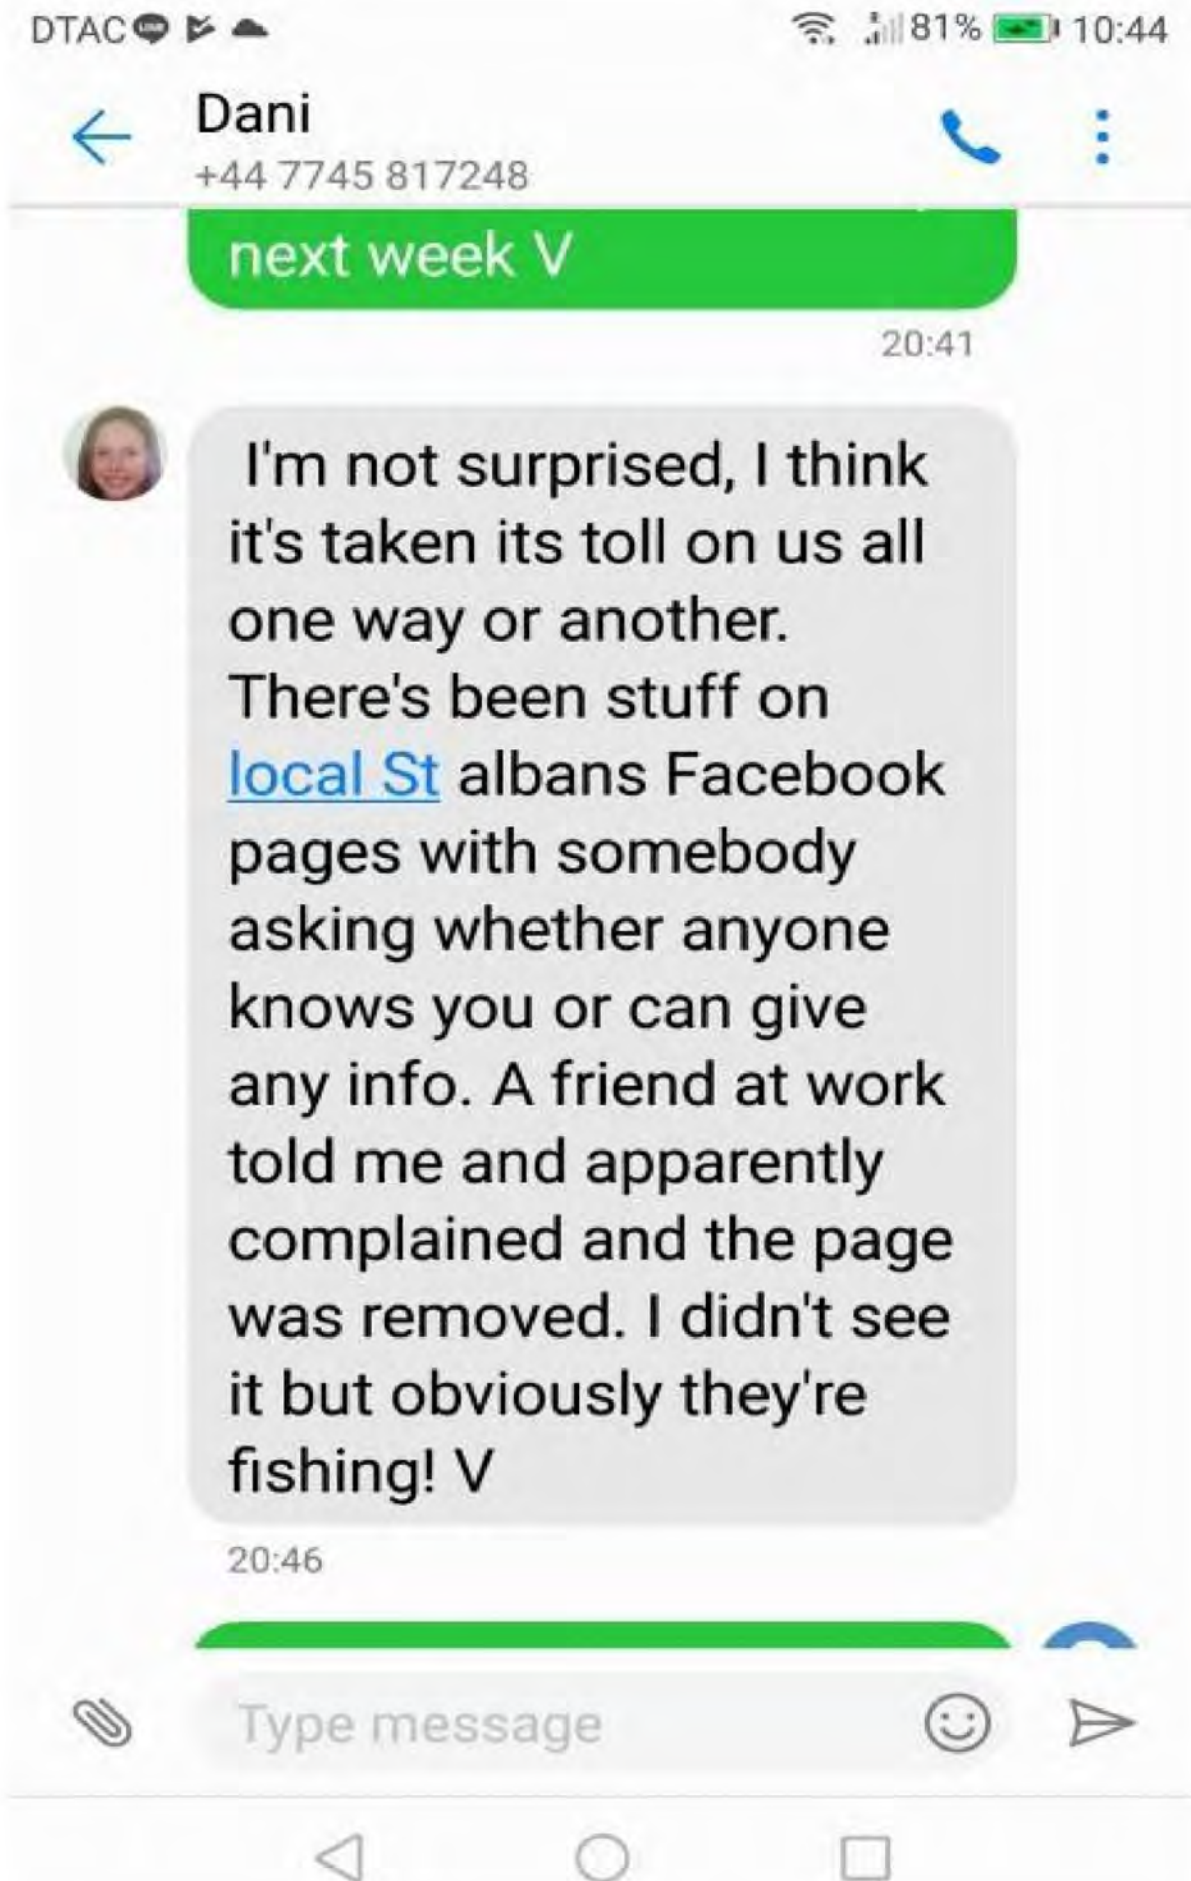 DTAC 81% 10:44
Dani
+44 7745 817248
next week V
20:41
I'm not surprised, I think
it's taken its toll on us all
one way or another.
There's been stuff on
local St albans Facebook
pages with somebody
asking whether anyone
knows you or can give
any info. A friend at work
told me and apparently
complained and the page
was removed. I didn't see
it but obviously they're
fishing! V
20:46
Type message